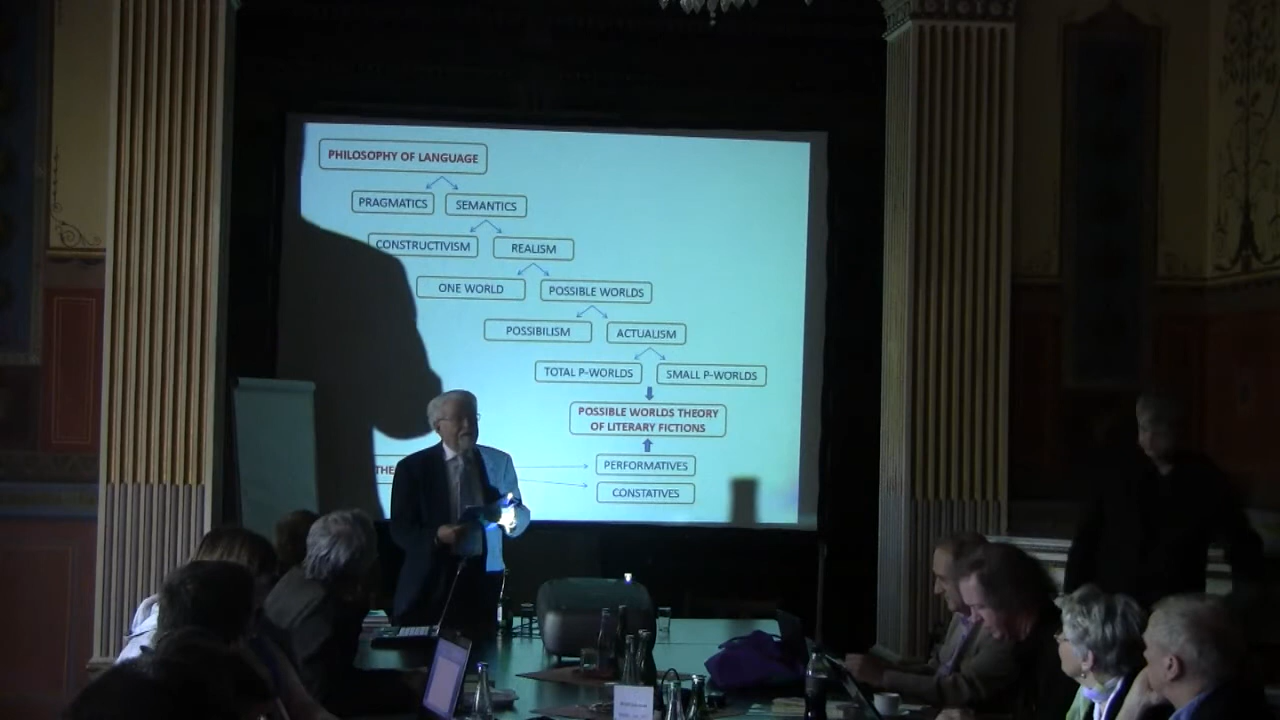 PHILOSOPHY OF LANGUAGE
PRAGMATICS
SEMANTICS
CONSTRUCTIVISM
REALISM
ONE WORLD
POSSIBLE WORLDS
POSSIBILISM
ACTUALISM
TOTAL P-WORLDS
SMALL P-WORLDS
POSSIBLE WORLDS THEORY
OF LITERARY FICTIONS
PERFORMATIVES
CONSTATIVES